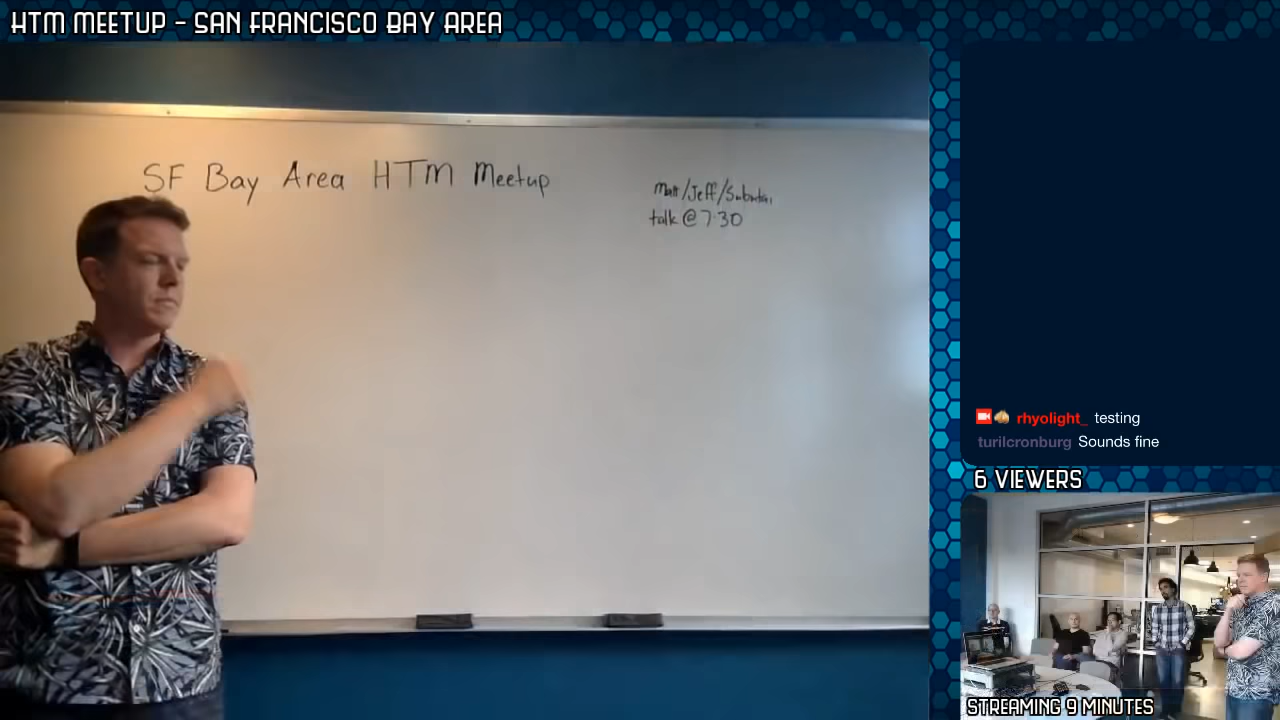 HTM MEETUP - SAN FRANCISCO BAY AREA
SF Bay Area HTM Meetup
Matt/Jeff/Subutai
talk @ 7:30
rhyolight_ testing
turilcronburg Sounds fine
6 VIEWERS
STREAMING 9 MINUTES